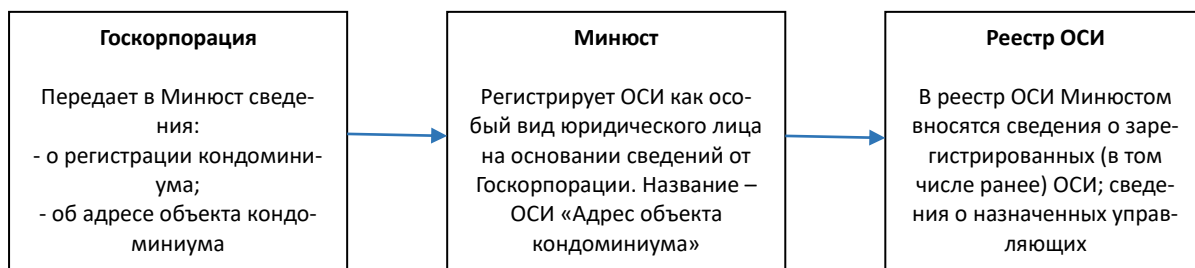 Госкорпорация
Передает в Минюст сведе-
ния:
- о регистрации кондомини-
ума;
- об адресе объекта кондо-
миниума
Минюст
Регистрирует ОСИ как осо-
бый вид юридического лица
на основании сведений от
Госкорпорации. Название –
ОСИ «Адрес объекта
кондоминиума»
Реестр ОСИ
В реестр ОСИ Минюстом
вносятся сведения о заре-
гистрированных (в том
числе ранее) ОСИ; сведе-
ния о назначенных управ-
ляющих